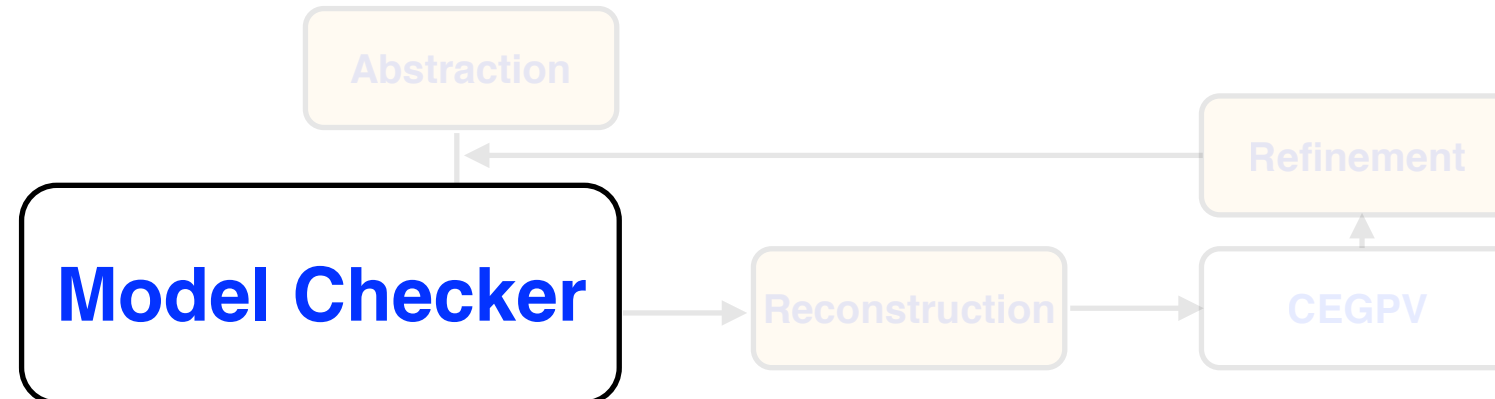 Abstraction
Refinement
Model Checker
Reconstruction
CEGPV